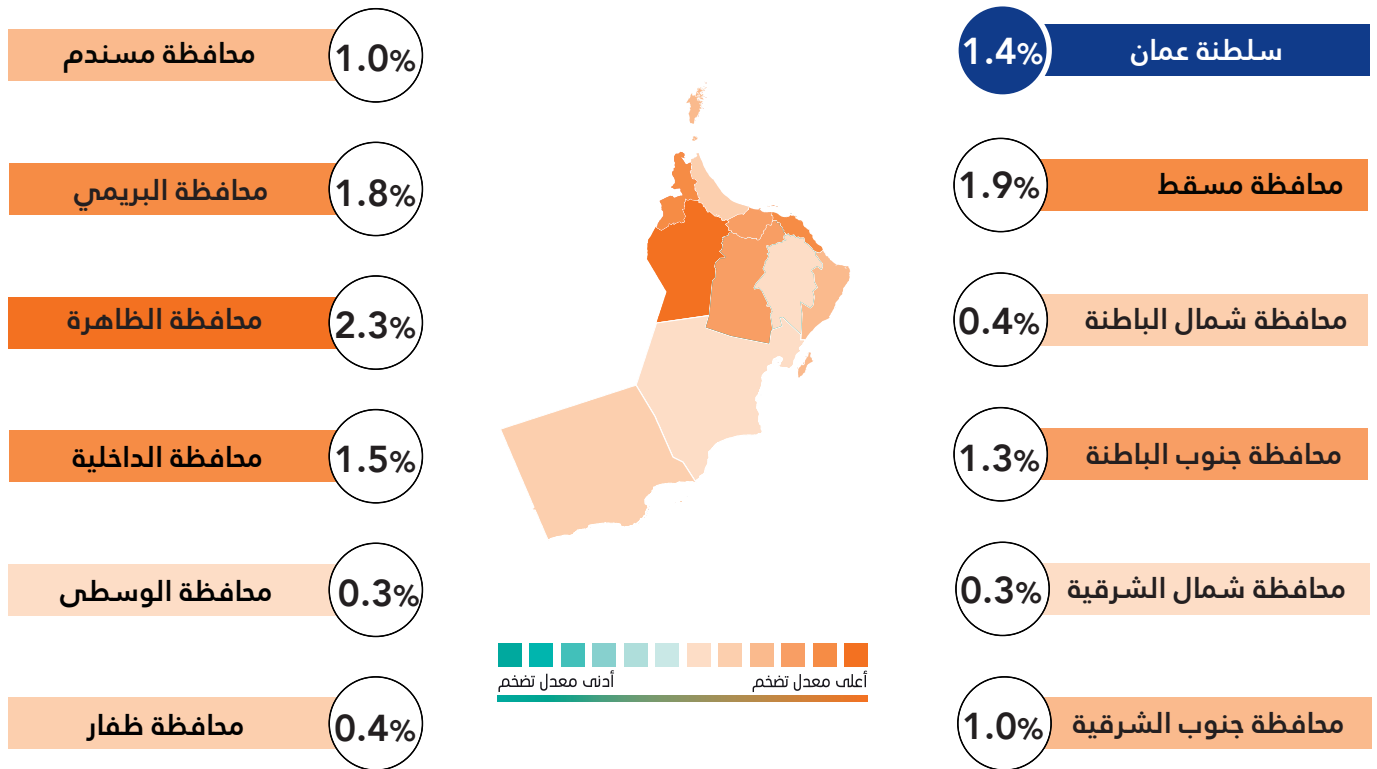 سلطنة عمان
1.4%
محافظة مسقط
1.9%
محافظة شمال الباطنة
0.4%
محافظة جنوب الباطنة
1.3%
محافظة شمال الشرقية
0.3%
محافظة جنوب الشرقية
1.0%
محافظة مسندم
1.0%
محافظة البريمي
1.8%
محافظة الظاهرة
2.3%
محافظة الداخلية
1.5%
محافظة الوسطى
0.3%
محافظة ظفار
0.4%
أعلى معدل تضخم
أدنى معدل تضخم